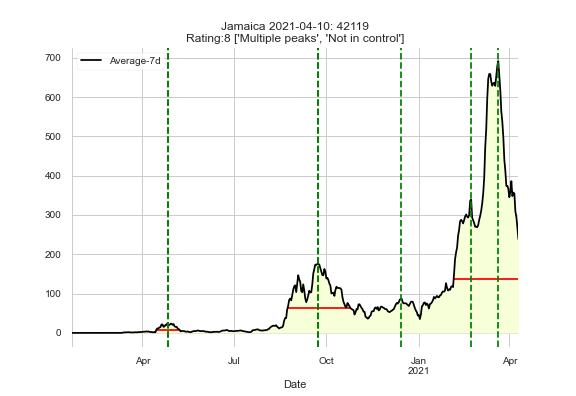 Jamaica 2021-04-10: 42119
Rating:8 ['Multiple peaks', 'Not in control']
Average-7d
700
600
500
400
300
200
100
0
Apr Jul Oct Jan Apr
2021
Date